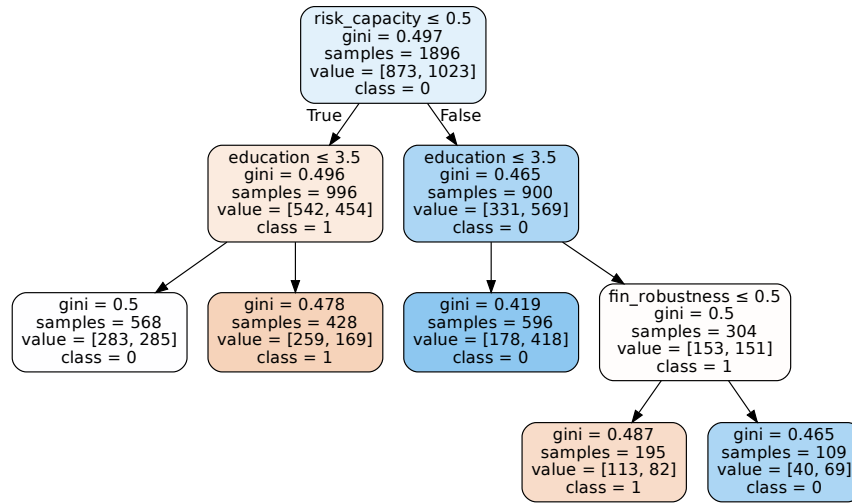 risk_capacity ≤ 0.5
gini = 0.497
samples = 1896
value = [873, 1023]
class = 0
True
False
education ≤ 3.5
gini = 0.496
samples = 996
value = [542, 454]
class = 1
education ≤ 3.5
gini = 0.465
samples = 900
value = [331, 569]
class = 0
gini = 0.5
samples = 568
value = [283, 285]
class = 0
gini = 0.478
samples = 428
value = [259, 169]
class = 1
gini = 0.419
samples = 596
value = [178, 418]
class = 0
fin_robustness ≤ 0.5
gini = 0.5
samples = 304
value = [153, 151]
class = 1
gini = 0.487
samples = 195
value = [113, 82]
class = 1
gini = 0.465
samples = 109
value = [40, 69]
class = 0